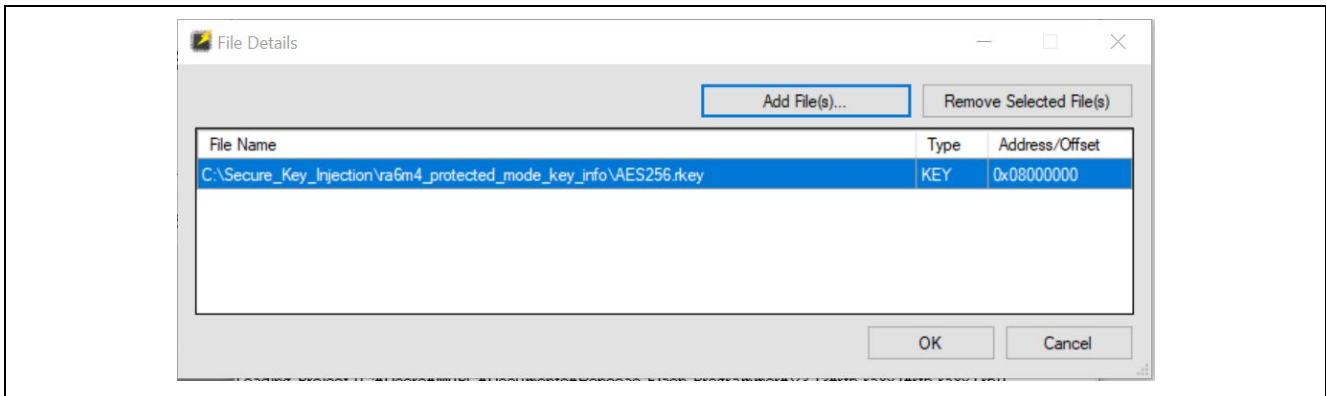 File Details
Add File(s)... Remove Selected File(s)
File Name Type Address/Offset
C:\Secure_Key_Injection\ra6m4_protected_mode_key_info\AES256.rkey KEY 0x08000000
OK Cancel